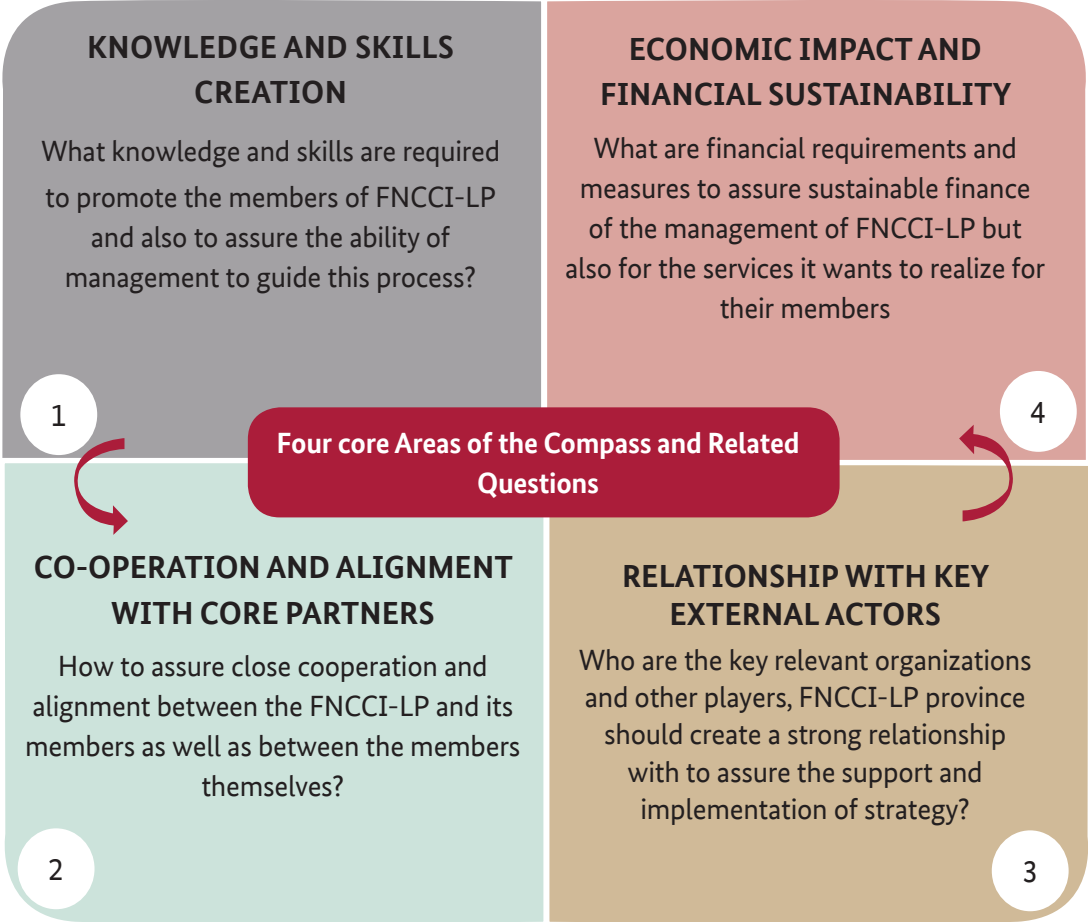 KNOWLEDGE AND SKILLS
CREATION
What knowledge and skills are required
to promote the members of FNCCI-LP
and also to assure the ability of
management to guide this process?
1
ECONOMIC IMPACT AND
FINANCIAL SUSTAINABILITY
What are financial requirements and
measures to assure sustainable finance
of the management of FNCCI-LP but
also for the services it wants to realize for
their members
4
Four core Areas of the Compass and Related
Questions
CO-OPERATION AND ALIGNMENT
WITH CORE PARTNERS
How to assure close cooperation and
alignment between the FNCCI-LP and its
members as well as between the members
themselves?
2
RELATIONSHIP WITH KEY
EXTERNAL ACTORS
Who are the key relevant organizations
and other players, FNCCI-LP province
should create a strong relationship
with to assure the support and
implementation of strategy?
3